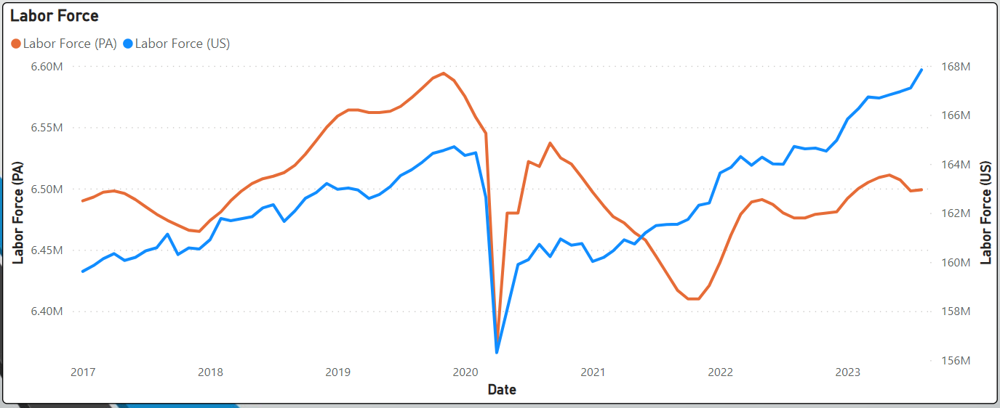 Labor Force
Labor Force (PA) Labor Force (US)
6.60M
6.55M
6.50M
6.45M
6.40M
Labor Force (PA)
168M
166M
164M
162M
160M
158M
156M
Labor Force (US)
2017 2018 2019 2020 2021 2022 2023
Date